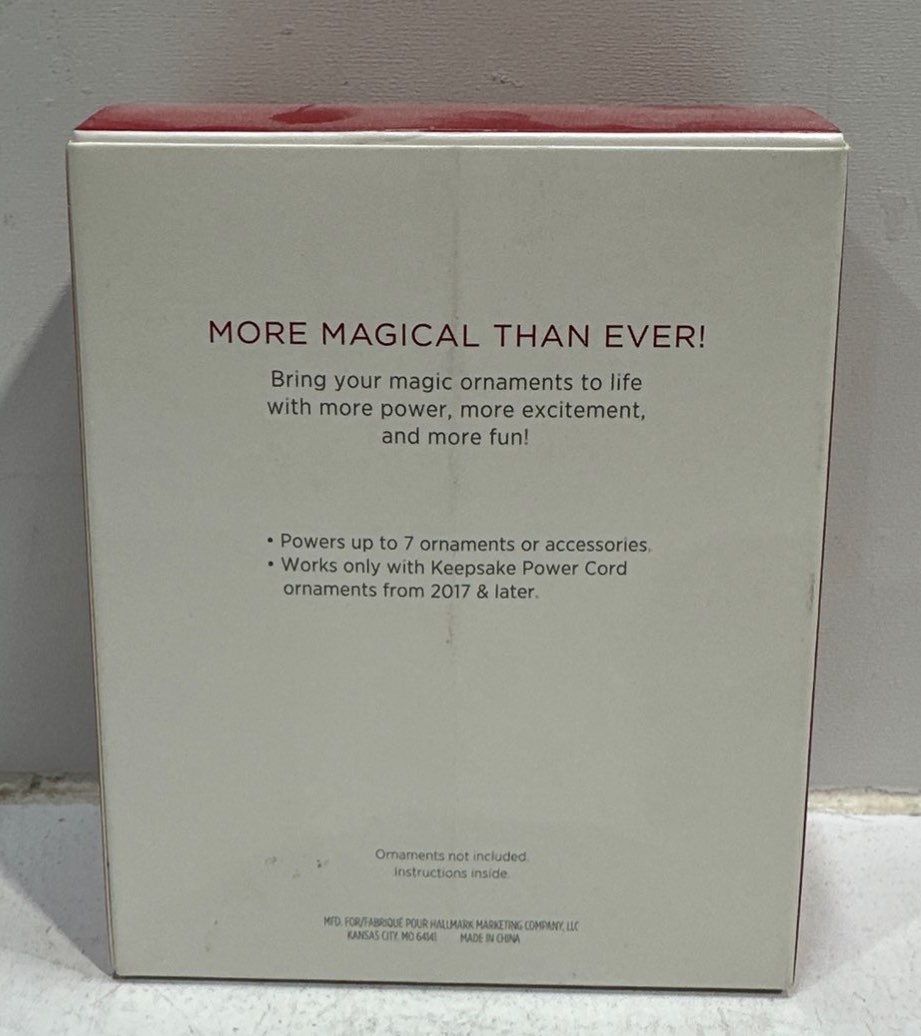 MORE MAGICAL THAN EVER!
Bring your magic ornaments to life
with more power, more excitement,
and more fun!
• Powers up to 7 ornaments or accessories.
• Works only with Keepsake Power Cord
ornaments from 2017 & later.
Ornaments not included.
Instructions inside.
MFD. FOR/FABRIQUÉ POUR HALLMARK MARKETING COMPANY, LLC
KANSAS CITY, MO 64141 MADE IN CHINA